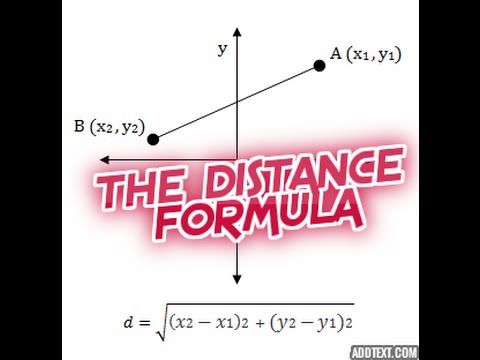 y
A (x1, y1)
B (x2, y2)
THE DISTANCE
FORMULA
d = √(x2 − x1)2 + (y2 − y1)2
ADDTEXT.COM